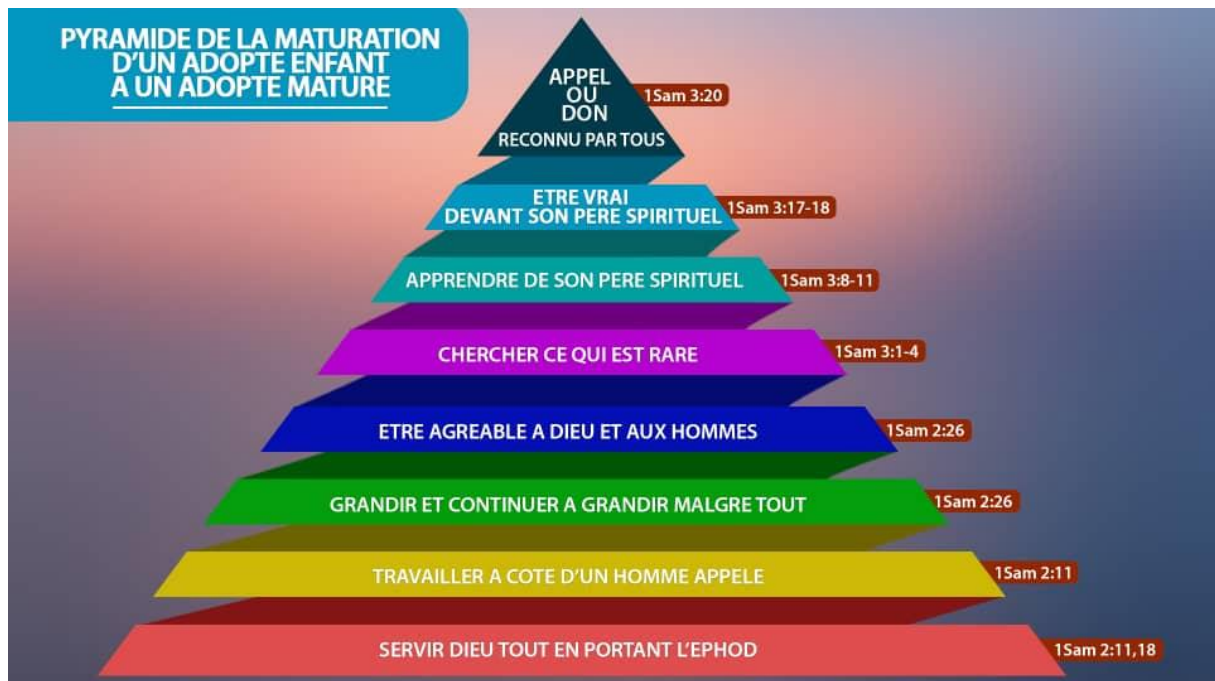 PYRAMIDE DE LA MATURATION
D'UN ADOPTE ENFANT
A UN ADOPTE MATURE
APPEL
OU
DON
RECONNU PAR TOUS
1Sam 3:20
ETRE VRAI
DEVANT SON PERE SPIRITUEL
1Sam 3:17-18
APPRENDRE DE SON PERE SPIRITUEL
1Sam 3:8-11
CHERCHER CE QUI EST RARE
1Sam 3:1-4
ETRE AGREABLE A DIEU ET AUX HOMMES
1Sam 2:26
GRANDIR ET CONTINUER A GRANDIR MALGRE TOUT
1Sam 2:26
TRAVAILLER A COTE D'UN HOMME APPELE
1Sam 2:11
SERVIR DIEU TOUT EN PORTANT L'EPHOD
1Sam 2:11,18